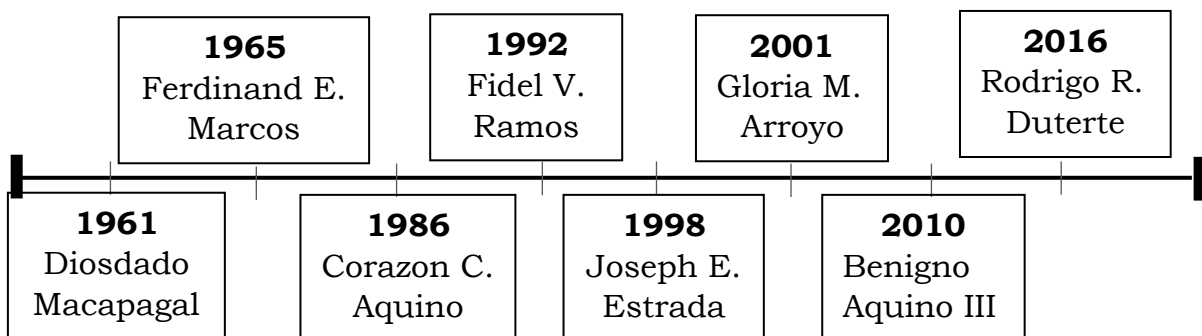 1965
Ferdinand E.
Marcos
1992
Fidel V.
Ramos
2001
Gloria M.
Arroyo
2016
Rodrigo R.
Duterte
1961
Diosdado
Macapagal
1986
Corazon C.
Aquino
1998
Joseph E.
Estrada
2010
Benigno
Aquino III